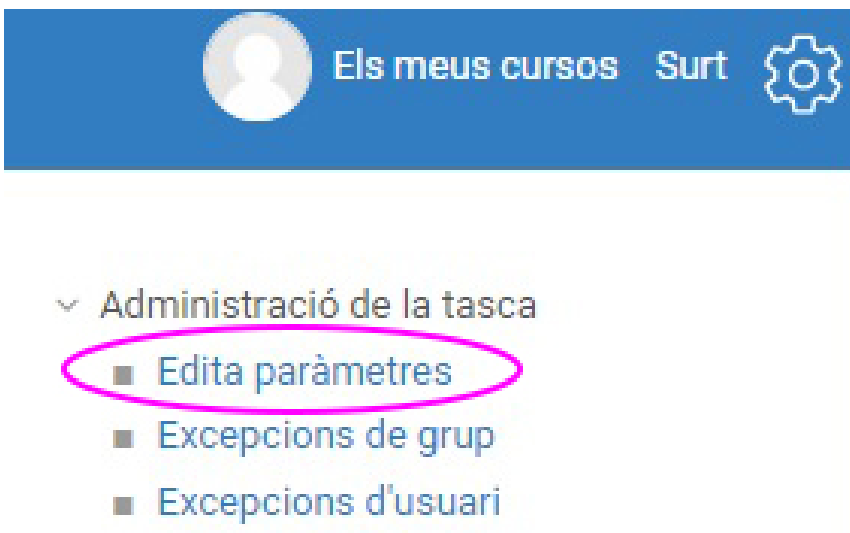 Els meus cursos Surt
Administració de la tasca
Edita paràmetres
Excepcions de grup
Excepcions d'usuari